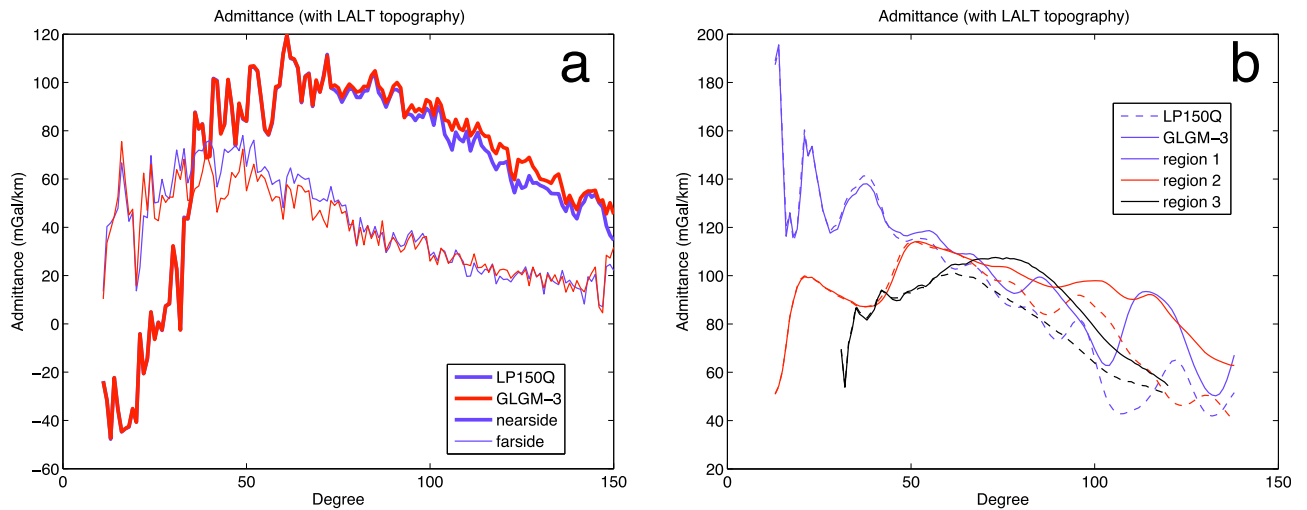 Admittance (with LALT topography)
a
Admittance (mGal/km)
120
100
80
60
40
20
0
−20
−40
−60
0
50
100
150
Degree
LP150Q
GLGM−3
nearside
farside
Admittance (with LALT topography)
b
Admittance (mGal/km)
200
180
160
140
120
100
80
60
40
20
0
50
100
150
Degree
LP150Q
GLGM−3
region 1
region 2
region 3